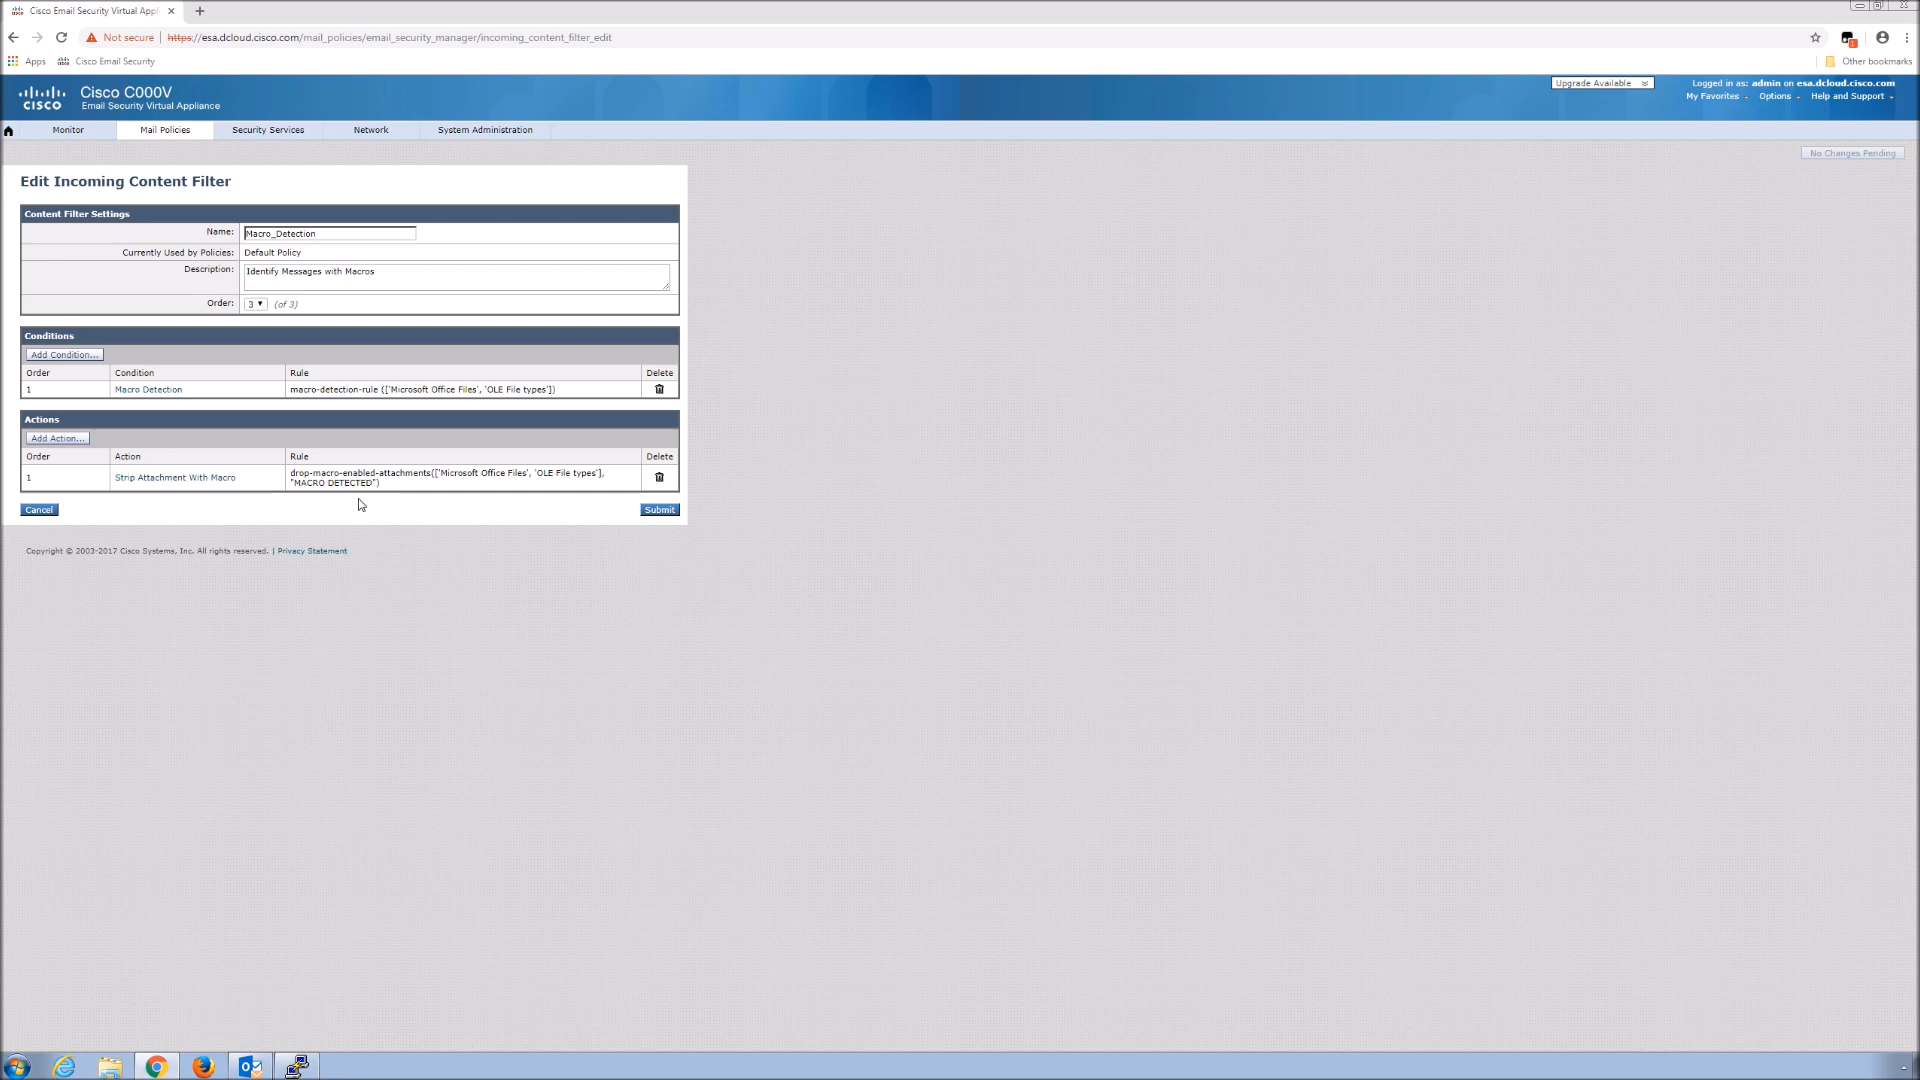 Cisco Email Security Virtual Appl
Not secure | https://esa.dcloud.cisco.com/mail_policies/email_security_manager/incoming_content_filter_edit
1
Apps Cisco Email Security Other bookmarks
CISCO
Cisco C000V
Email Security Virtual Appliance
Upgrade Available
Logged in as: admin on esa.dcloud.cisco.com
My Favorites Options Help and Support
Monitor Mail Policies Security Services Network System Administration
No Changes Pending
Edit Incoming Content Filter
Content Filter Settings
Name: Macro_Detection
Currently Used by Policies: Default Policy
Description: Identify Messages with Macros
Order: 3 (of 3)
Conditions
Add Condition...
Order Condition Rule Delete
1 Macro Detection macro-detection-rule (['Microsoft Office Files', 'OLE File types'])
Actions
Add Action...
Order Action Rule Delete
1 Strip Attachment With Macro drop-macro-enabled-attachments(['Microsoft Office Files', 'OLE File types'],
"MACRO DETECTED")
Cancel Submit
Copyright © 2003-2017 Cisco Systems, Inc. All rights reserved. | Privacy Statement